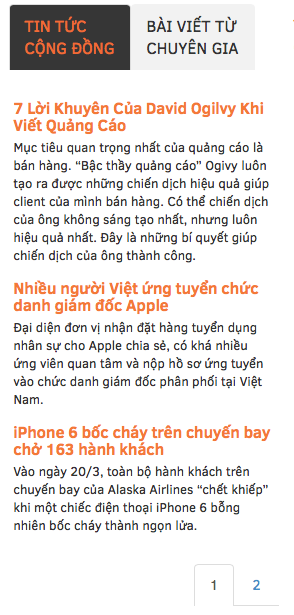 TIN TỨC
CỘNG ĐỒNG
BÀI VIẾT TỪ
CHUYÊN GIA
7 Lời Khuyên Của David Ogilvy Khi
Viết Quảng Cáo
Mục tiêu quan trọng nhất của quảng cáo là
bán hàng. “Bậc thầy quảng cáo” Ogivy luôn
tạo ra được những chiến dịch hiệu quả giúp
client của mình bán hàng. Có thể chiến dịch
của ông không sáng tạo nhất, nhưng luôn
hiệu quả nhất. Đây là những bí quyết giúp
chiến dịch của ông thành công.
Nhiều người Việt ứng tuyển chức
danh giám đốc Apple
Đại diện đơn vị nhận đặt hàng tuyển dụng
nhân sự cho Apple chia sẻ, có khá nhiều
ứng viên quan tâm và nộp hồ sơ ứng tuyển
vào chức danh giám đốc phân phối tại Việt
Nam.
iPhone 6 bốc cháy trên chuyến bay
chở 163 hành khách
Vào ngày 20/3, toàn bộ hành khách trên
chuyến bay của Alaska Airlines “chết khiếp”
khi một chiếc điện thoại iPhone 6 bỗng
nhiên bốc cháy thành ngọn lửa.
1 2